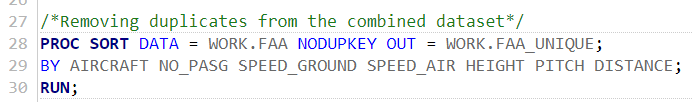 27 /*Removing duplicates from the combined dataset*/
28 PROC SORT DATA = WORK.FAA NODUPKEY OUT = WORK.FAA_UNIQUE;
29 BY AIRCRAFT NO_PASG SPEED_GROUND SPEED_AIR HEIGHT PITCH DISTANCE;
30 RUN;